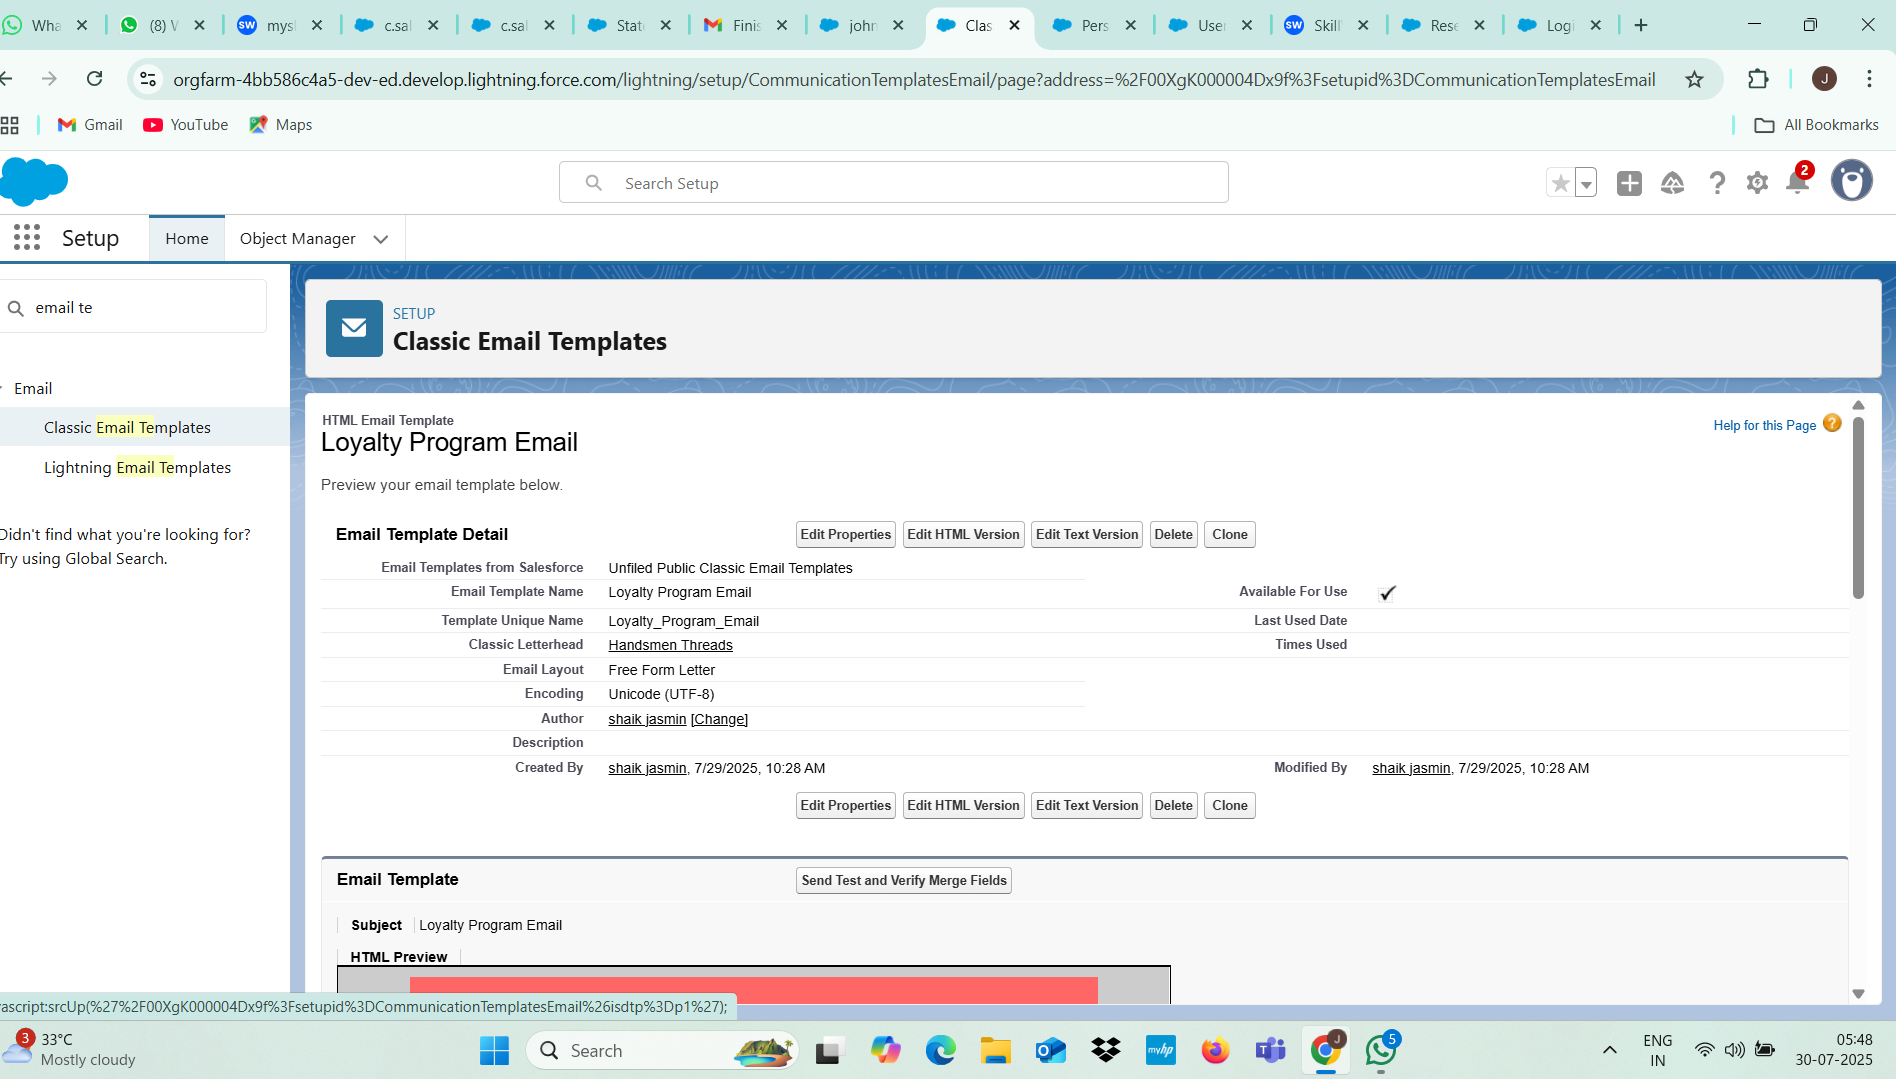 Wha
(8) W
SW mysl
c.sal
c.sal
State
Finis
john
Clas
Pers
User
SW Skill
Rese
Logi
orgfarm-4bb586c4a5-dev-ed.develop.lightning.force.com/lightning/setup/CommunicationTemplatesEmail/page?address=%2F00XgK000004Dx9f%3Fsetupid%3DCommunicationTemplatesEmail
J
Gmail
YouTube
Maps
All Bookmarks
Search Setup
2
Setup
Home
Object Manager
email te
SETUP
Classic Email Templates
Email
Classic Email Templates
Lightning Email Templates
Didn't find what you're looking for?
Try using Global Search.
HTML Email Template
Loyalty Program Email
Help for this Page
Preview your email template below.
Email Template Detail
Edit Properties Edit HTML Version Edit Text Version Delete Clone
Email Templates from Salesforce Unfiled Public Classic Email Templates
Email Template Name Loyalty Program Email Available For Use
Template Unique Name Loyalty_Program_Email Last Used Date
Classic Letterhead Handsmen Threads Times Used
Email Layout Free Form Letter
Encoding Unicode (UTF-8)
Author shaik jasmin [Change]
Description
Created By shaik jasmin, 7/29/2025, 10:28 AM Modified By shaik jasmin, 7/29/2025, 10:28 AM
Edit Properties Edit HTML Version Edit Text Version Delete Clone
Email Template Send Test and Verify Merge Fields
Subject Loyalty Program Email
HTML Preview
vascript:srcUp(%27%2F00XgK000004Dx9f%3Fsetupid%3DCommunicationTemplatesEmail%26isdtp%3Dp1%27);
3
33°C
Mostly cloudy
Search
myhp
J
5
ENG
IN
05:48
30-07-2025